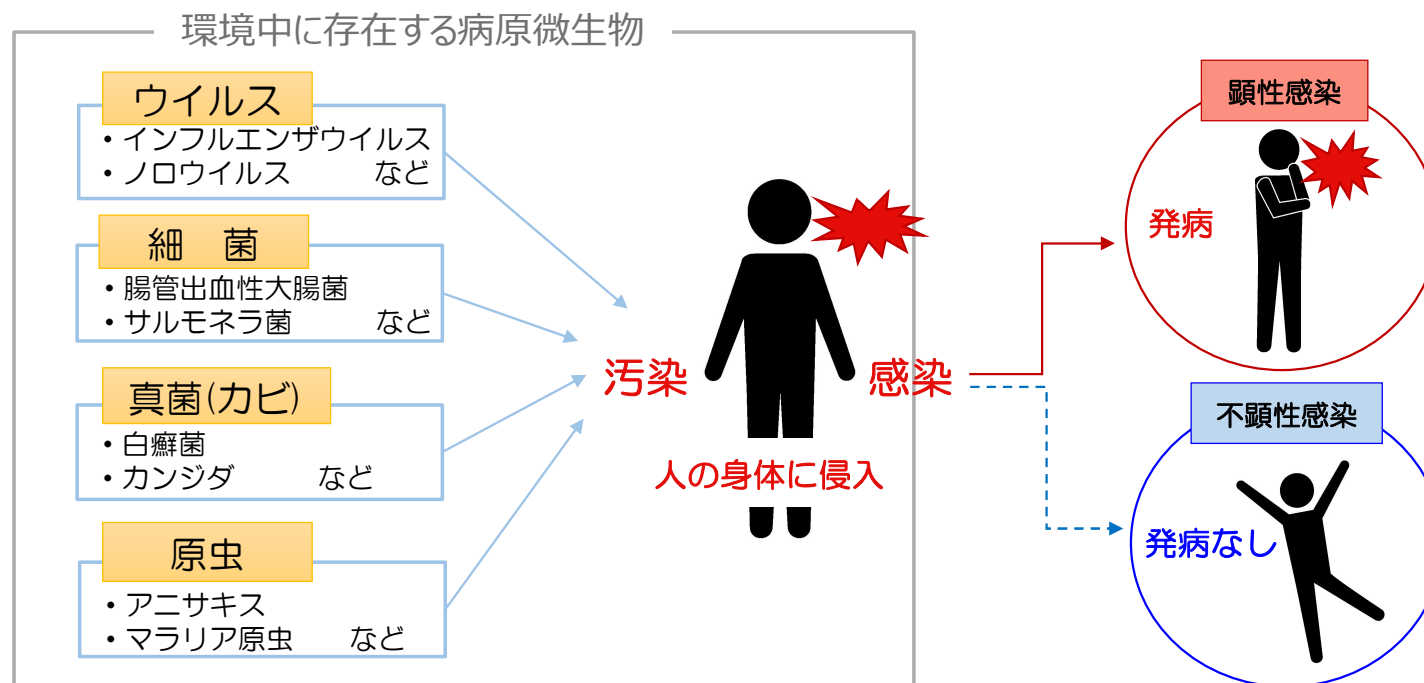 環境中に存在する病原微生物
ウイルス
・インフルエンザウイルス
・ノロウイルス　　　など
細　菌
・腸管出血性大腸菌
・サルモネラ菌　　　など
真菌(カビ)
・白癬菌
・カンジダ　　　など
原虫
・アニサキス
・マラリア原虫　　など
汚染
感染
人の身体に侵入
顕性感染
発病
不顕性感染
発病なし